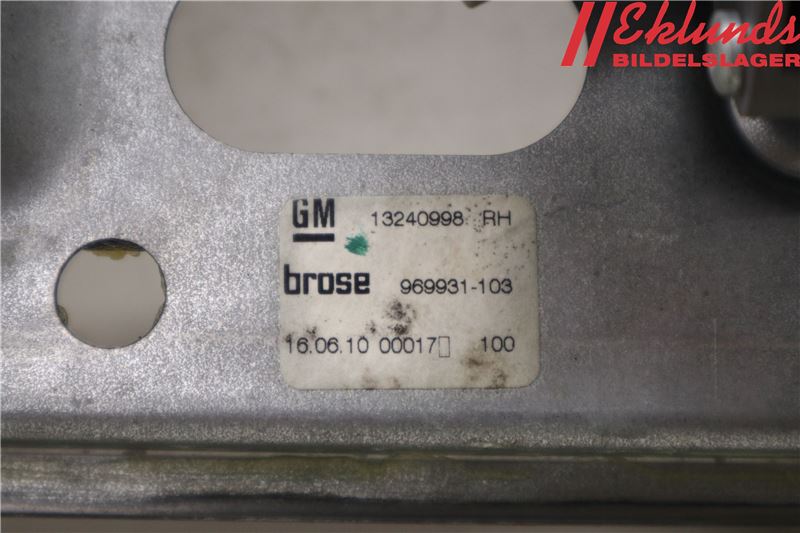 Eklunds
BILDELSLAGER
GM 13240998 RH
brose 969931-103
16.06.10 00017 100